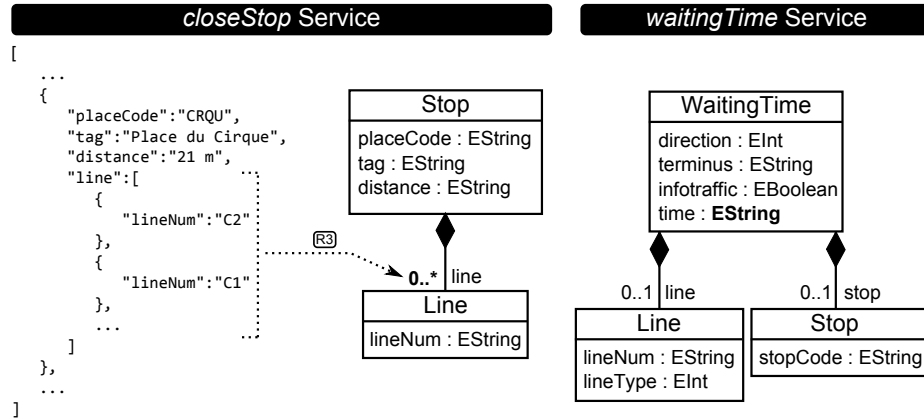 closeStop Service
[
...
{
"placeCode":"CRQU",
"tag":"Place du Cirque",
"distance":"21 m",
"line":[
{
"lineNum":"C2"
},
{
"lineNum":"C1"
},
...
]
},
...
]
R3
Stop
placeCode : EString
tag : EString
distance : EString
0..* line
Line
lineNum : EString
waitingTime Service
WaitingTime
direction : EInt
terminus : EString
infotraffic : EBoolean
time : EString
0..1 line
0..1 stop
Line
lineNum : EString
lineType : EInt
Stop
stopCode : EString